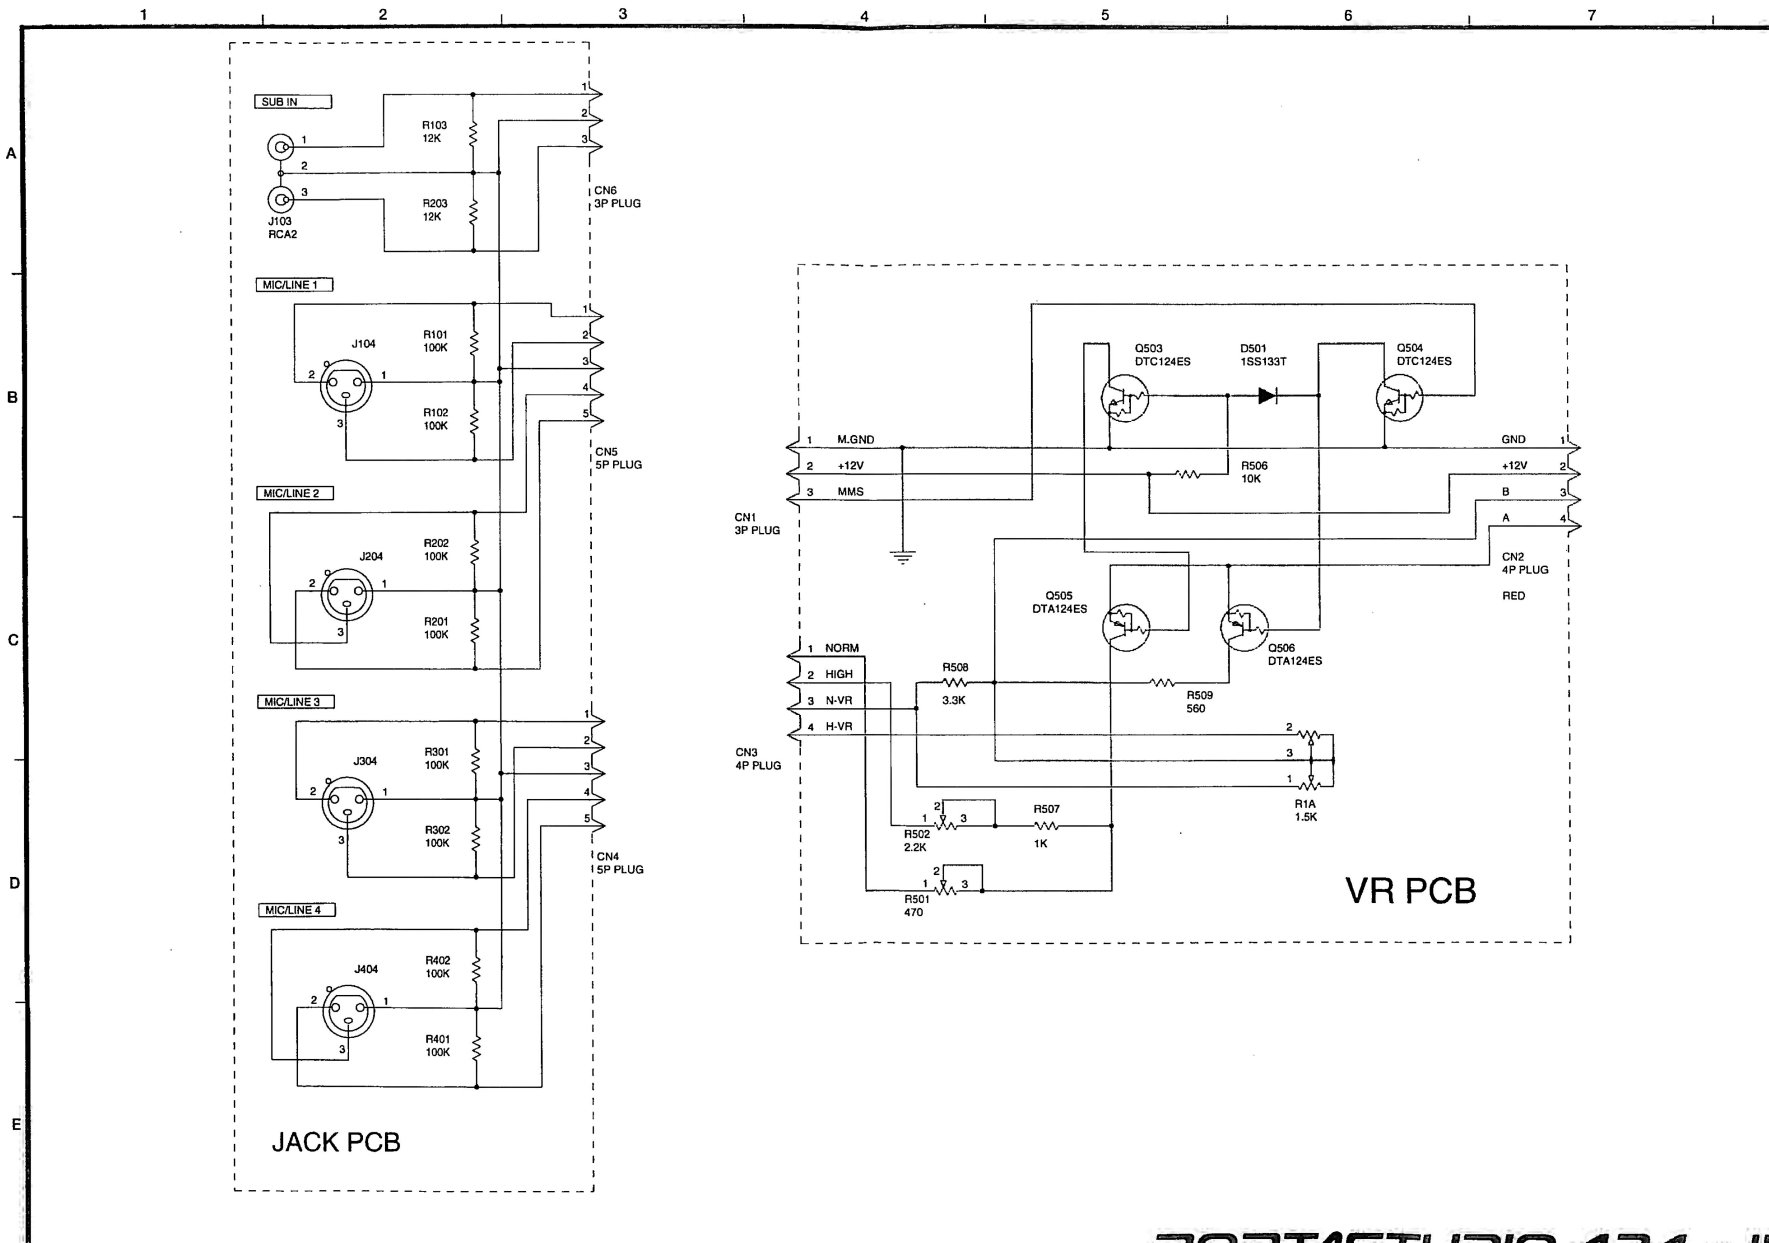 1 2 3 4 5 6 7
A
B
C
D
E
SUB IN
1
2
3
J103
RCA2
R103
12K
R203
12K
1
2
3
CN6
3P PLUG
MIC/LINE 1
J104
2 1
3
R101
100K
R102
100K
1
2
3
4
5
CN5
5P PLUG
MIC/LINE 2
J204
2 1
3
R202
100K
R201
100K
MIC/LINE 3
J304
2 1
3
R301
100K
R302
100K
1
2
3
4
5
CN4
5P PLUG
MIC/LINE 4
J404
2 1
3
R402
100K
R401
100K
JACK PCB
Q503
DTC124ES
D501
1SS133T
Q504
DTC124ES
1 M.GND
2 +12V
3 MMS
CN1
3P PLUG
R506
10K
GND 1
+12V 2
B 3
A 4
CN2
4P PLUG
RED
Q505
DTA124ES
Q506
DTA124ES
1 NORM
2 HIGH
3 N-VR
4 H-VR
CN3
4P PLUG
R508
3.3K
R509
560
2
3
1
R1A
1.5K
2
1 3
R502
2.2K
R507
1K
2
1 3
R501
470
VR PCB